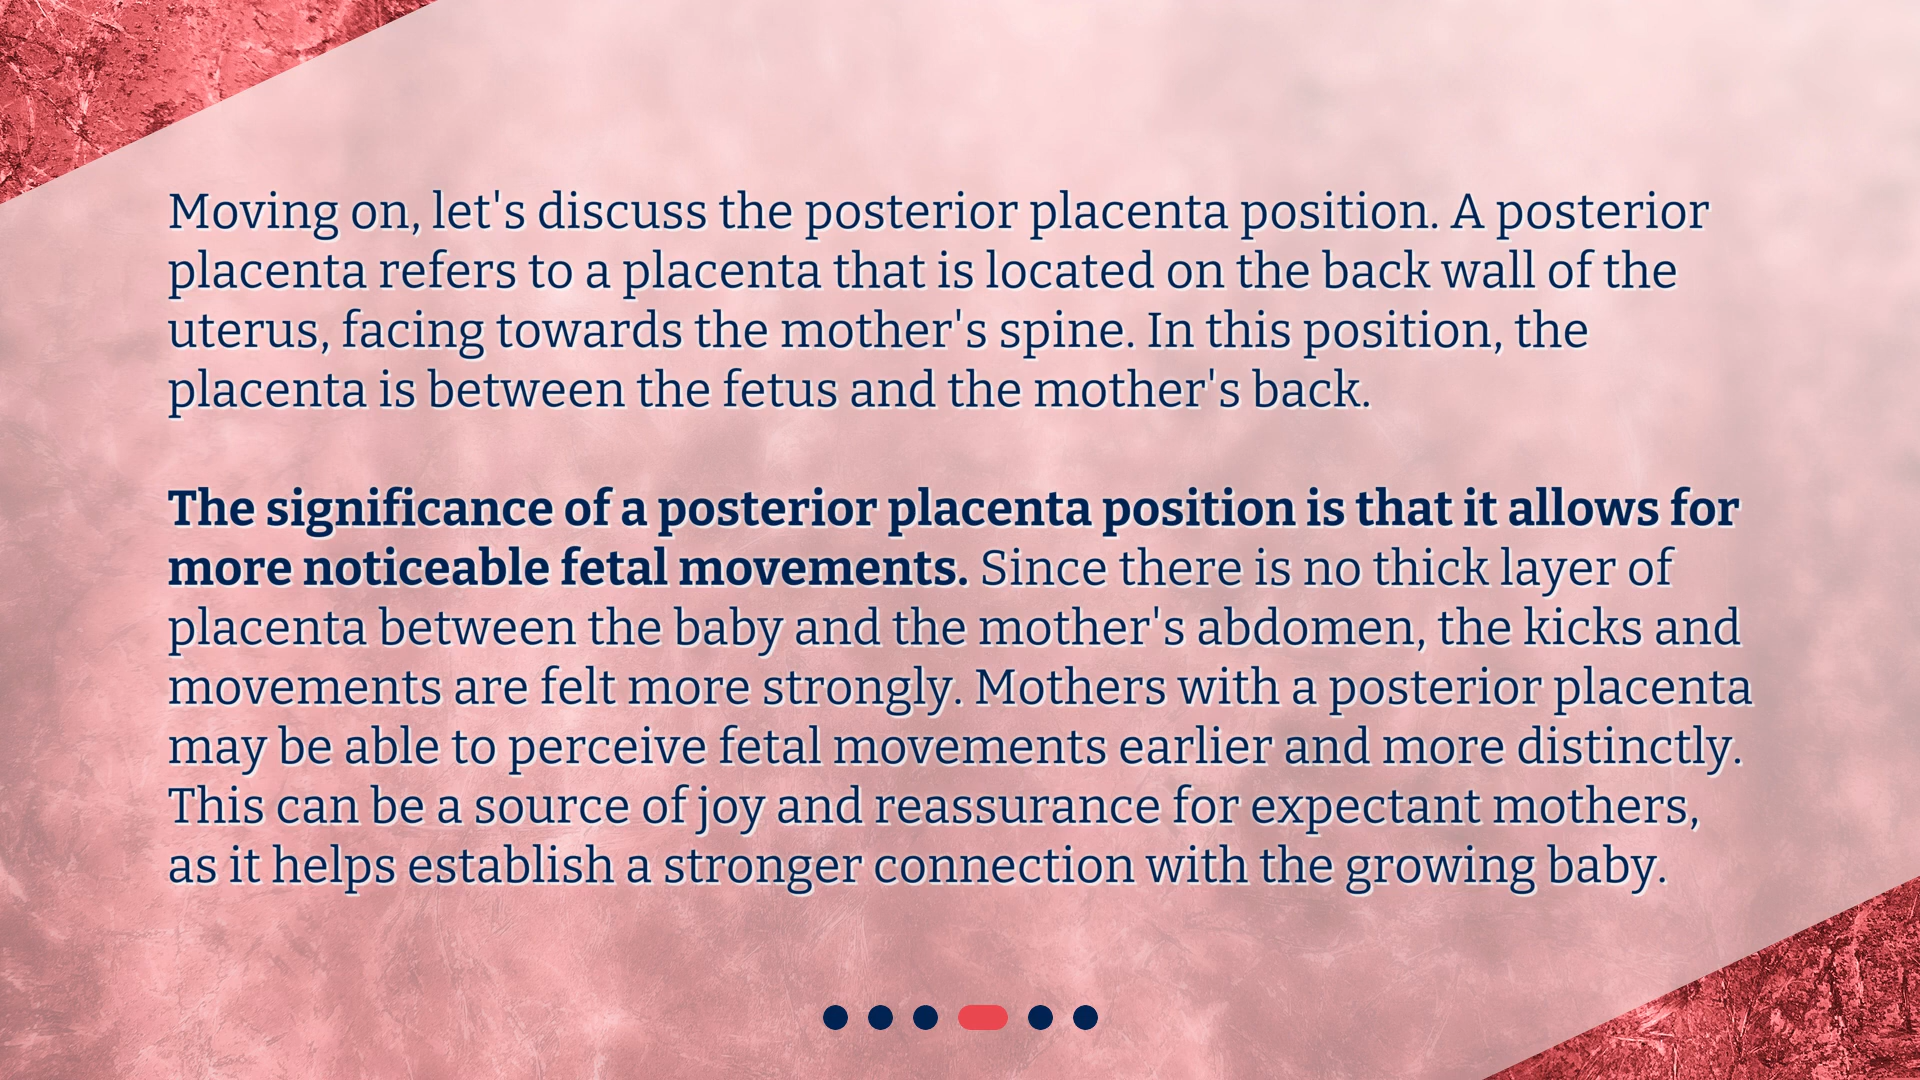 Moving on, let's discuss the posterior placenta position. A posterior
placenta refers to a placenta that is located on the back wall of the
uterus, facing towards the mother's spine. In this position, the
placenta is between the fetus and the mother's back.
The significance of a posterior placenta position is that it allows for
more noticeable fetal movements. Since there is no thick layer of
placenta between the baby and the mother's abdomen, the kicks and
movements are felt more strongly. Mothers with a posterior placenta
may be able to perceive fetal movements earlier and more distinctly.
This can be a source of joy and reassurance for expectant mothers,
as it helps establish a stronger connection with the growing baby.